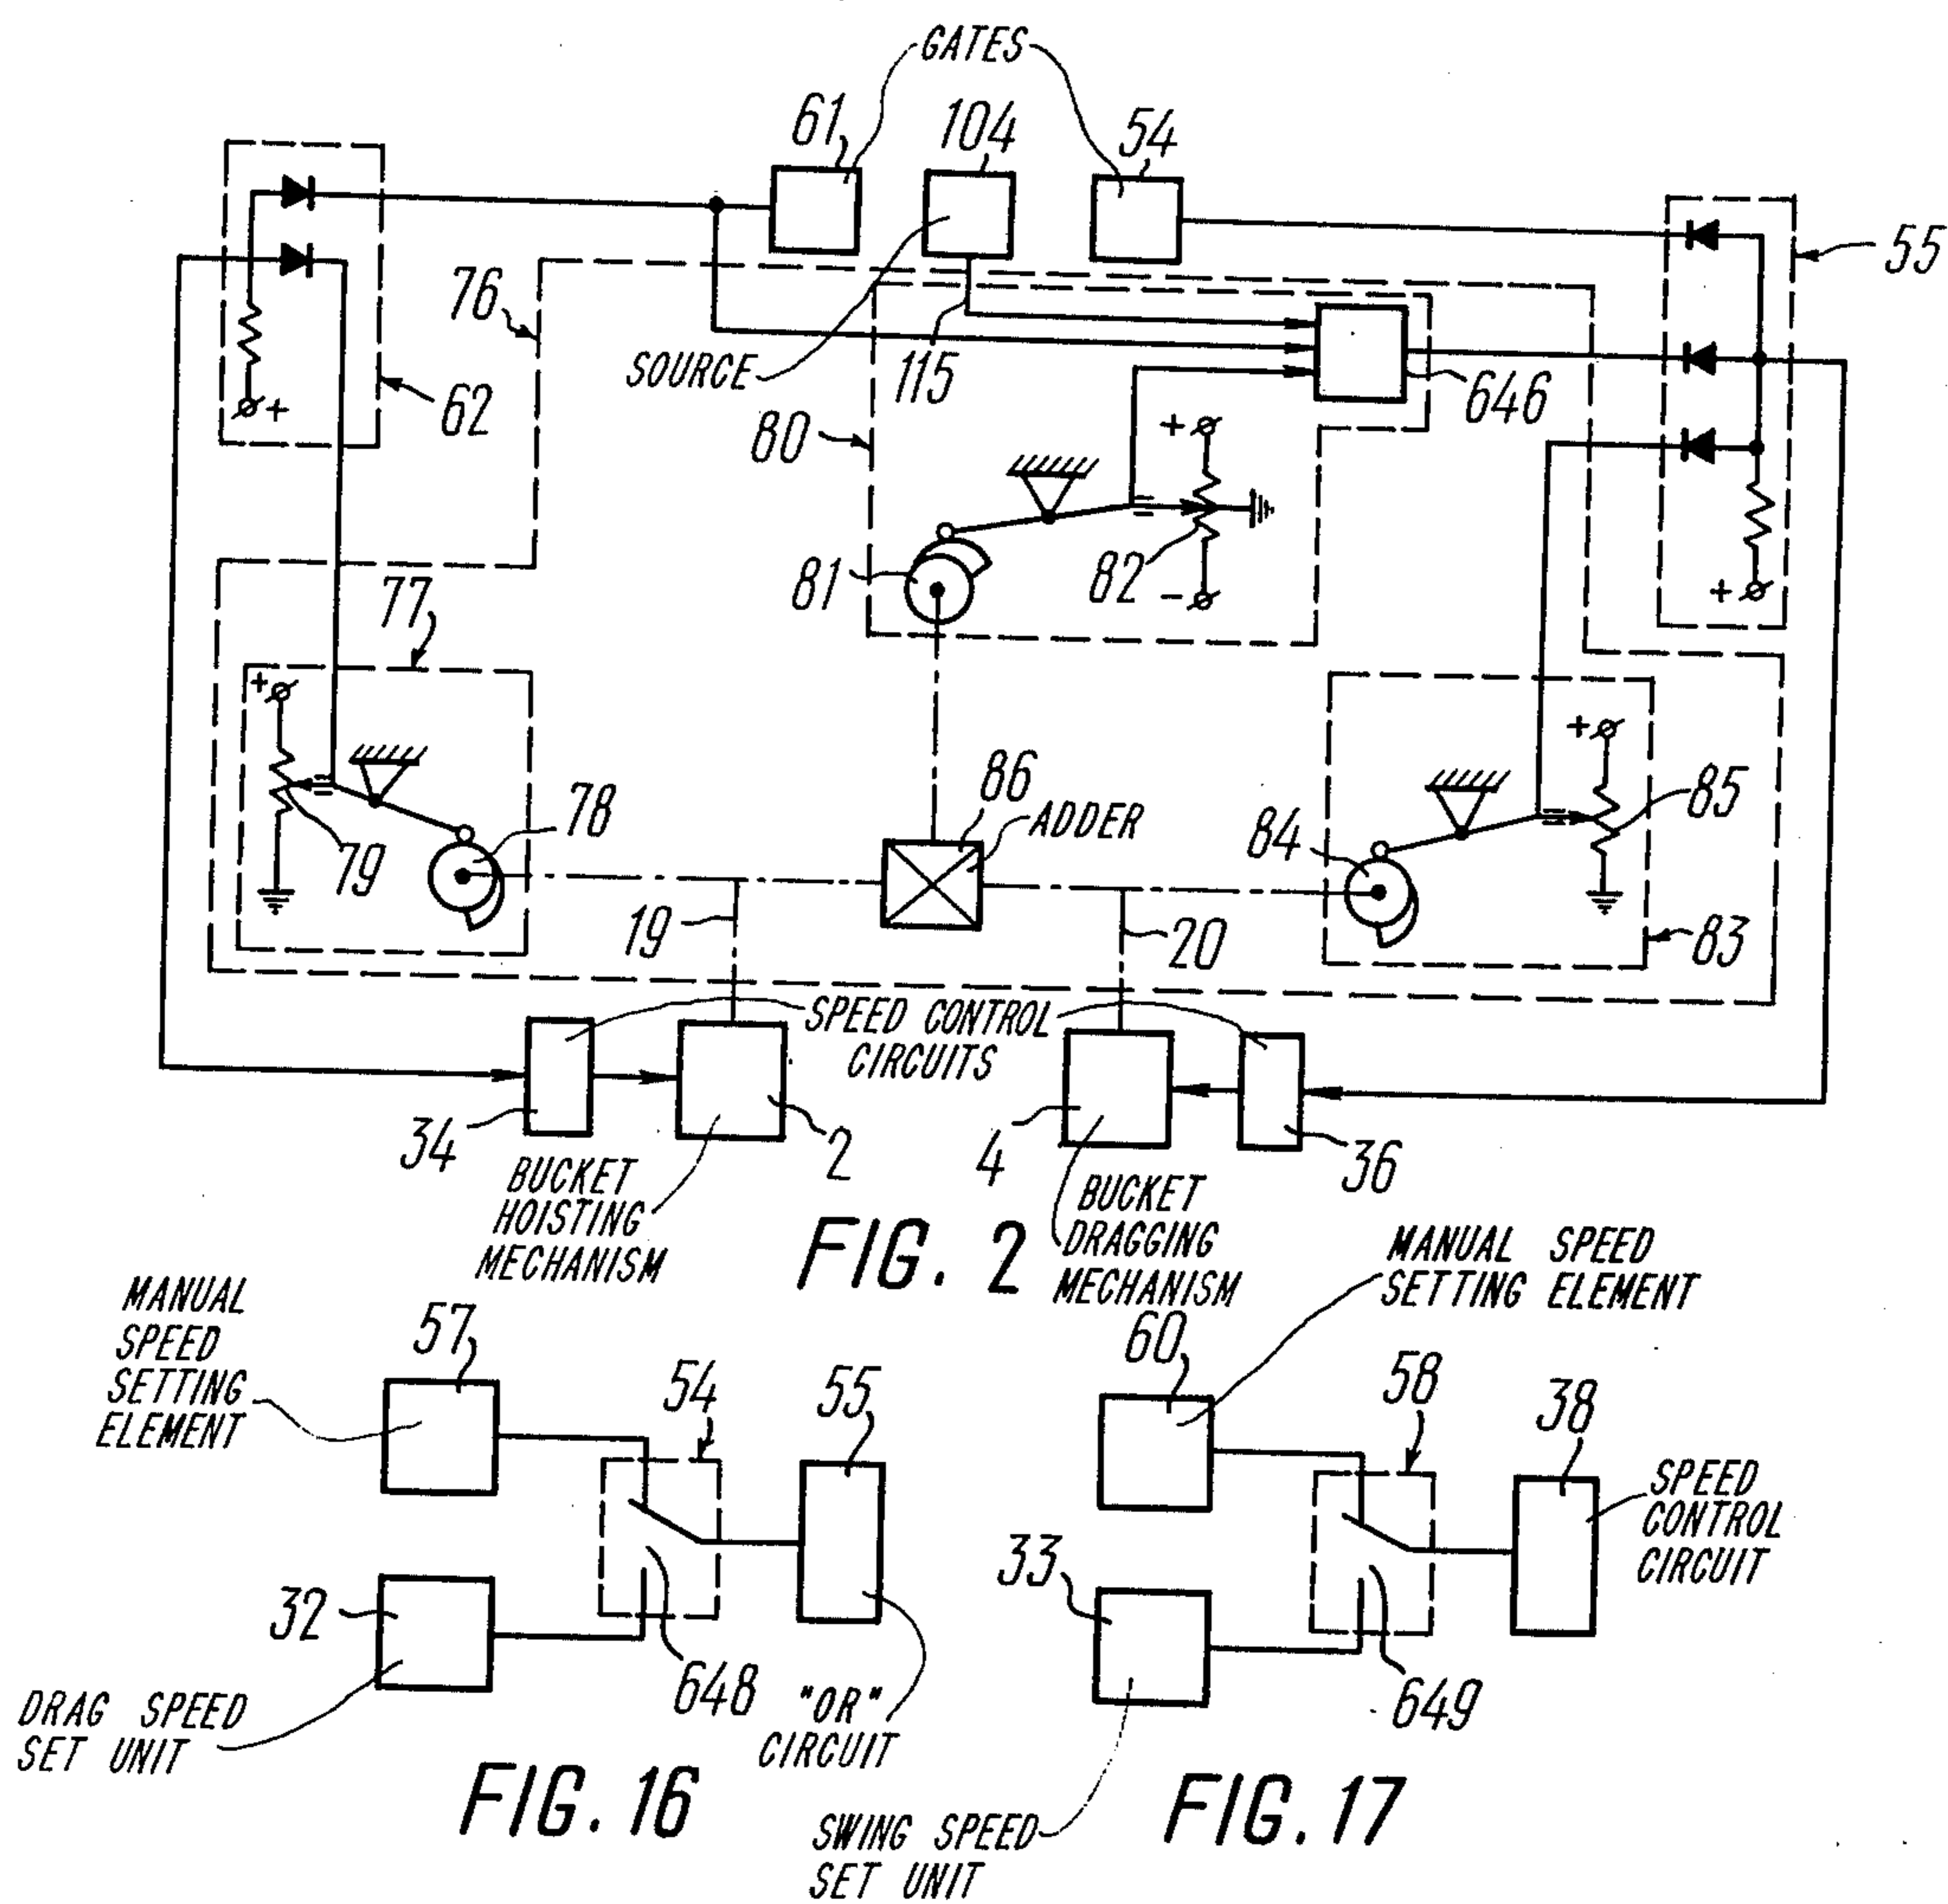 GATES
61
104
54
55
76
SOURCE
115
646
62
+
80
+
81
82
-
+
77
+
79
78
86
ADDER
+
85
84
19
20
83
SPEED CONTROL
CIRCUITS
34
2
4
36
BUCKET
HOISTING
MECHANISM
BUCKET
DRAGGING
MECHANISM
FIG. 2
MANUAL
SPEED
SETTING
ELEMENT
57
54
55
32
648
DRAG SPEED
SET UNIT
"OR"
CIRCUIT
FIG. 16
MANUAL SPEED
SETTING ELEMENT
60
58
38
SPEED
CONTROL
CIRCUIT
33
649
SWING SPEED
SET UNIT
FIG. 17